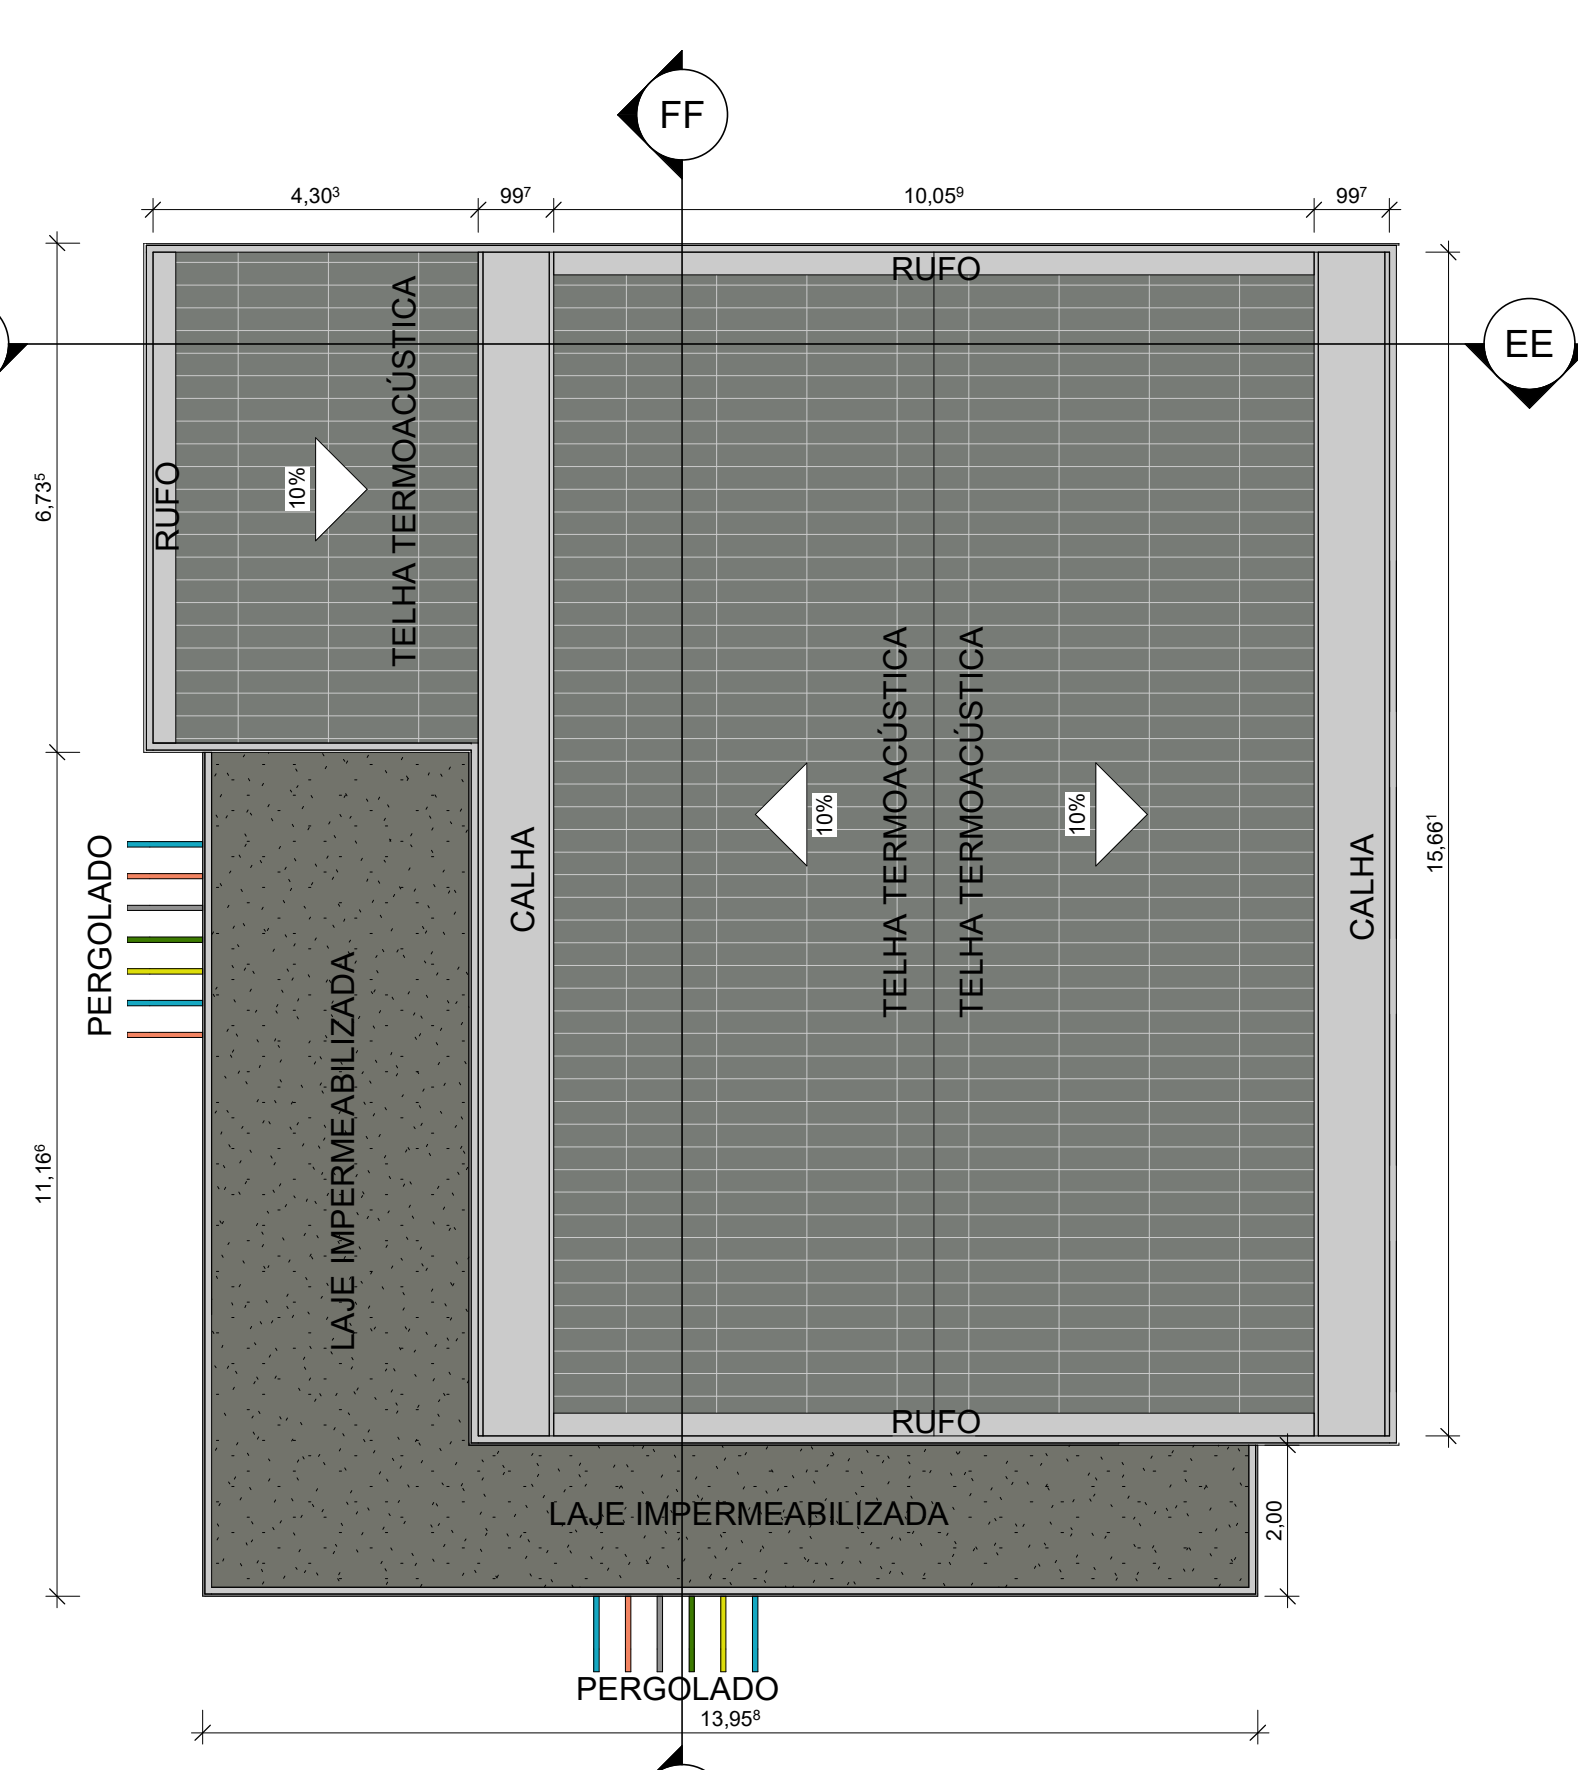 FF
4,30³
99⁷
10,05⁹
99⁷
RUFO
EE
TELHA TERMOACÚSTICA
10%
RUFO
6,73⁵
TELHA TERMOACÚSTICA
TELHA TERMOACÚSTICA
10%
10%
CALHA
CALHA
15,66¹
PERGOLADO
LAJE IMPERMEABILIZADA
11,16⁶
RUFO
LAJE IMPERMEABILIZADA
2,00
PERGOLADO
13,95⁸